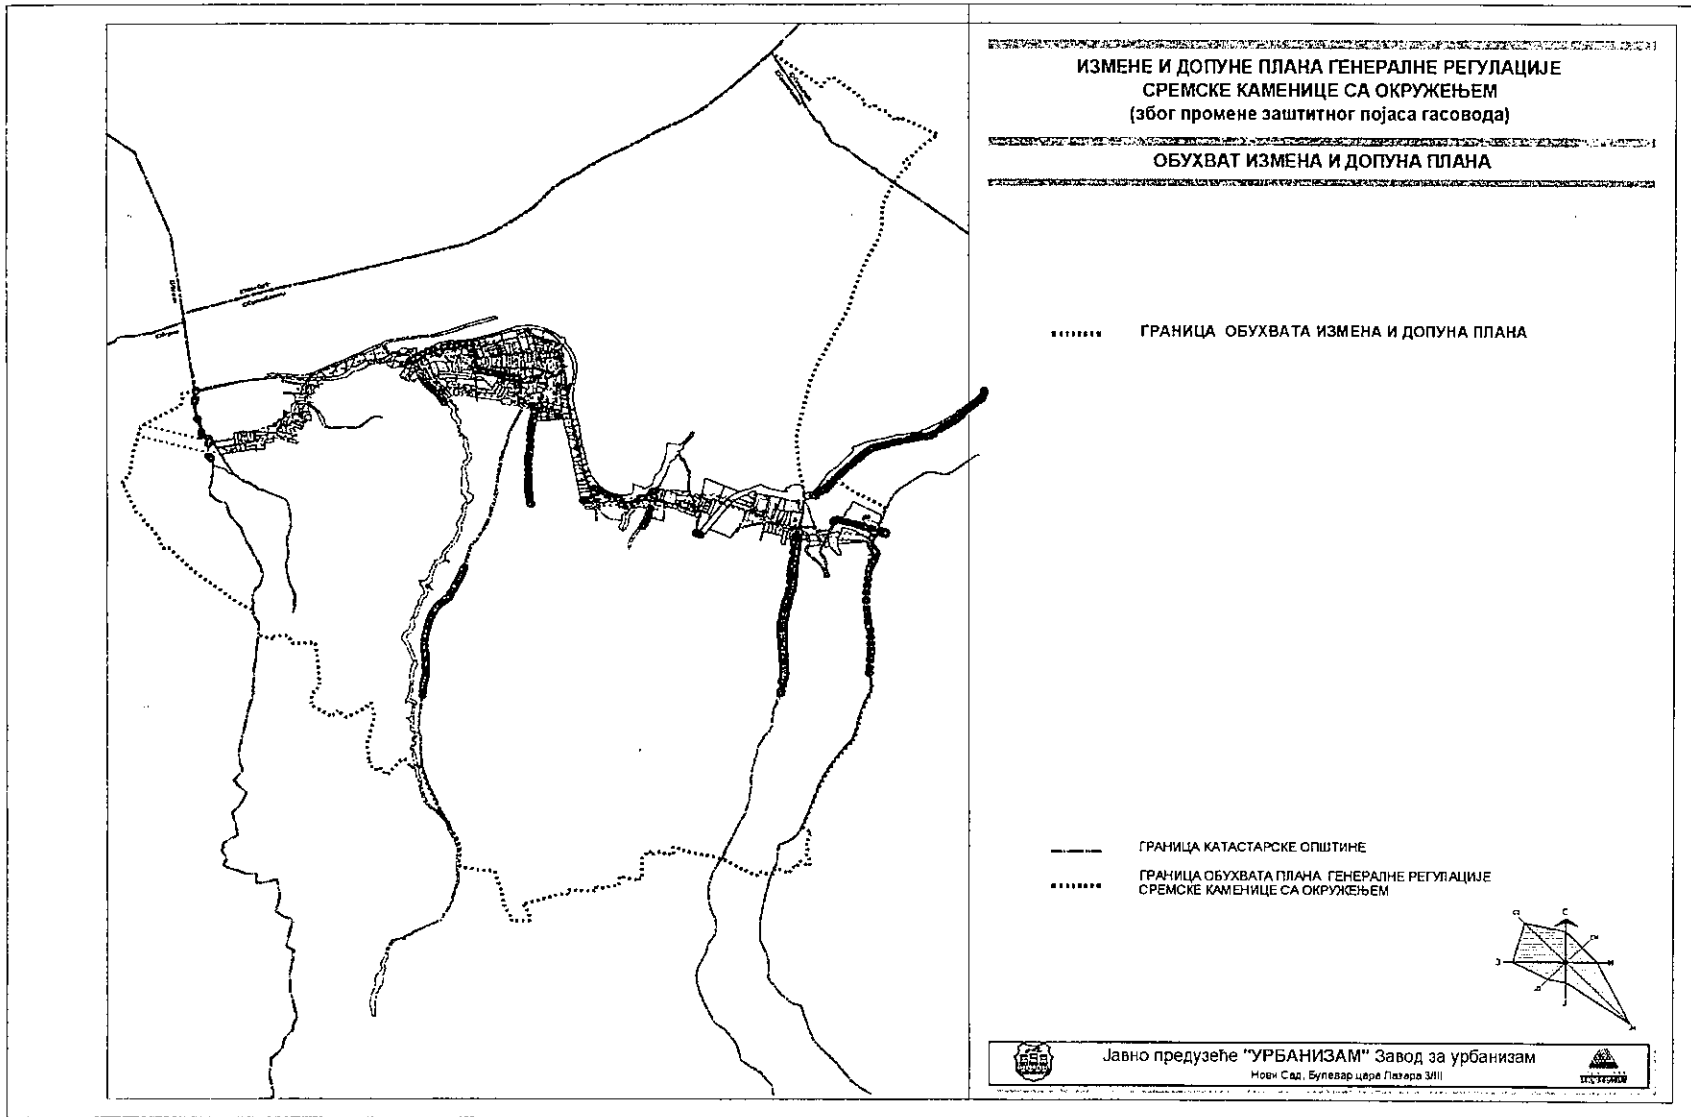 ИЗМЕНЕ И ДОПУНЕ ПЛАНА ГЕНЕРАЛНЕ РЕГУЛАЦИЈЕ
СРЕМСКЕ КАМЕНИЦЕ СА ОКРУЖЕЊЕМ
(због промене заштитног појаса гасовода)
ОБУХВАТ ИЗМЕНА И ДОПУНА ПЛАНА
ГРАНИЦА ОБУХВАТА ИЗМЕНА И ДОПУНА ПЛАНА
ГРАНИЦА КАТАСТАРСКЕ ОПШТИНЕ
ГРАНИЦА ОБУХВАТА ПЛАНА ГЕНЕРАЛНЕ РЕГУЛАЦИЈЕ
СРЕМСКЕ КАМЕНИЦЕ СА ОКРУЖЕЊЕМ
С
Јавно предузеће "УРБАНИЗАМ" Завод за урбанизам
Нови Сад, Булевар цара Лазара 3/III